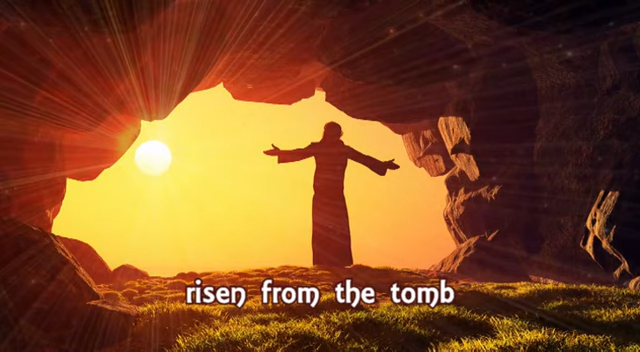 risen from the tomb